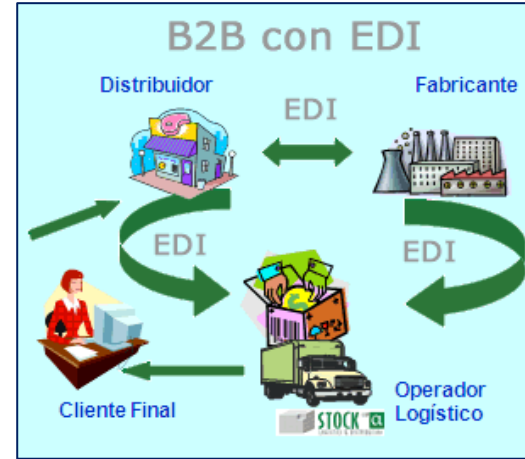 B2B con EDI
Distribuidor
Fabricante
EDI
EDI
EDI
Cliente Final
Operador
Logístico
STOCK a